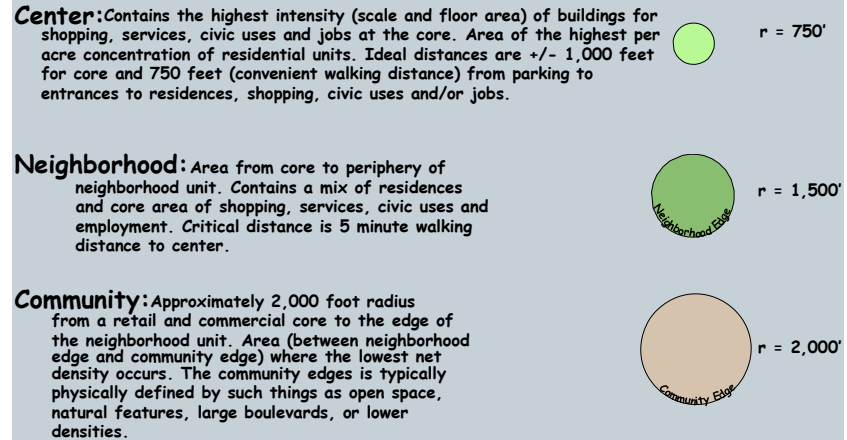 Center: Contains the highest intensity (scale and floor area) of buildings for
shopping, services, civic uses and jobs at the core. Area of the highest per
acre concentration of residential units. Ideal distances are +/- 1,000 feet
for core and 750 feet (convenient walking distance) from parking to
entrances to residences, shopping, civic uses and/or jobs.
r = 750'
Neighborhood: Area from core to periphery of
neighborhood unit. Contains a mix of residences
and core area of shopping, services, civic uses and
employment. Critical distance is 5 minute walking
distance to center.
Neighborhood Edge
r = 1,500'
Community: Approximately 2,000 foot radius
from a retail and commercial core to the edge of
the neighborhood unit. Area (between neighborhood
edge and community edge) where the lowest net
density occurs. The community edges is typically
physically defined by such things as open space,
natural features, large boulevards, or lower
densities.
Community Edge
r = 2,000'